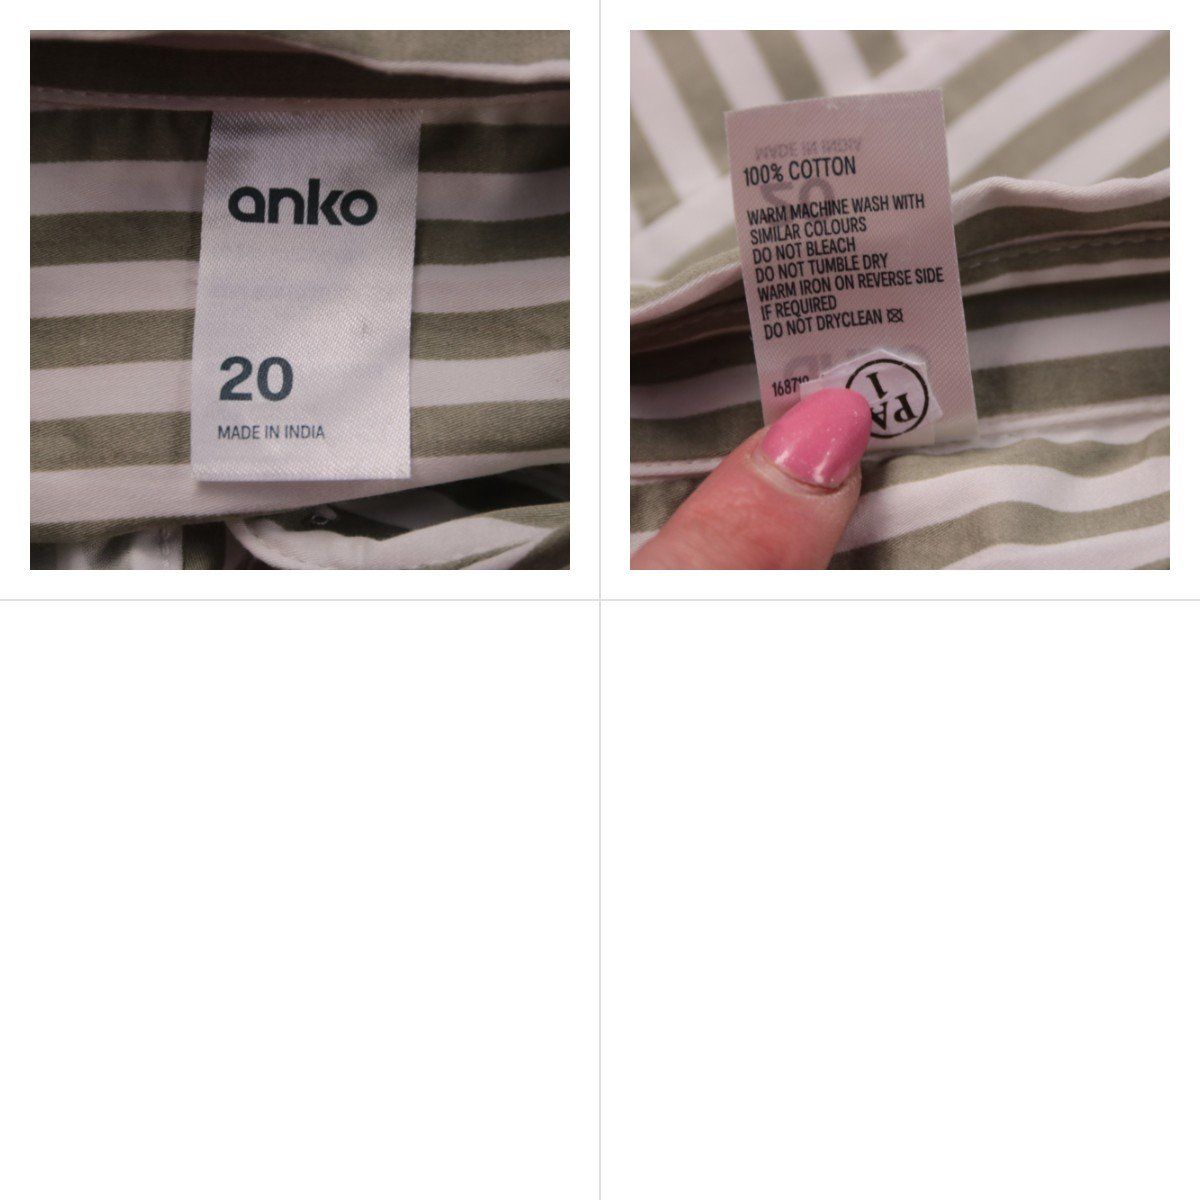 anko
20
MADE IN INDIA
100% COTTON
WARM MACHINE WASH WITH
SIMILAR COLOURS
DO NOT BLEACH
DO NOT TUMBLE DRY
WARM IRON ON REVERSE SIDE
IF REQUIRED
DO NOT DRYCLEAN
PA
1